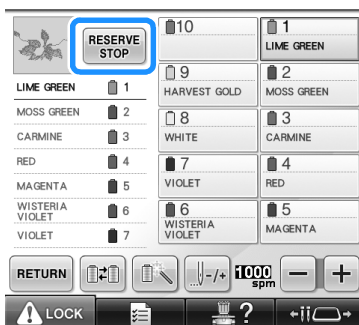 RESERVE
STOP
LIME GREEN 1
MOSS GREEN 2
CARMINE 3
RED 4
MAGENTA 5
WISTERIA
VIOLET 6
VIOLET 7
10
1
LIME GREEN
9
HARVEST GOLD
2
MOSS GREEN
8
WHITE
3
CARMINE
7
VIOLET
4
RED
6
WISTERIA
VIOLET
5
MAGENTA
RETURN
-/+
1000
spm
-
+
LOCK
?